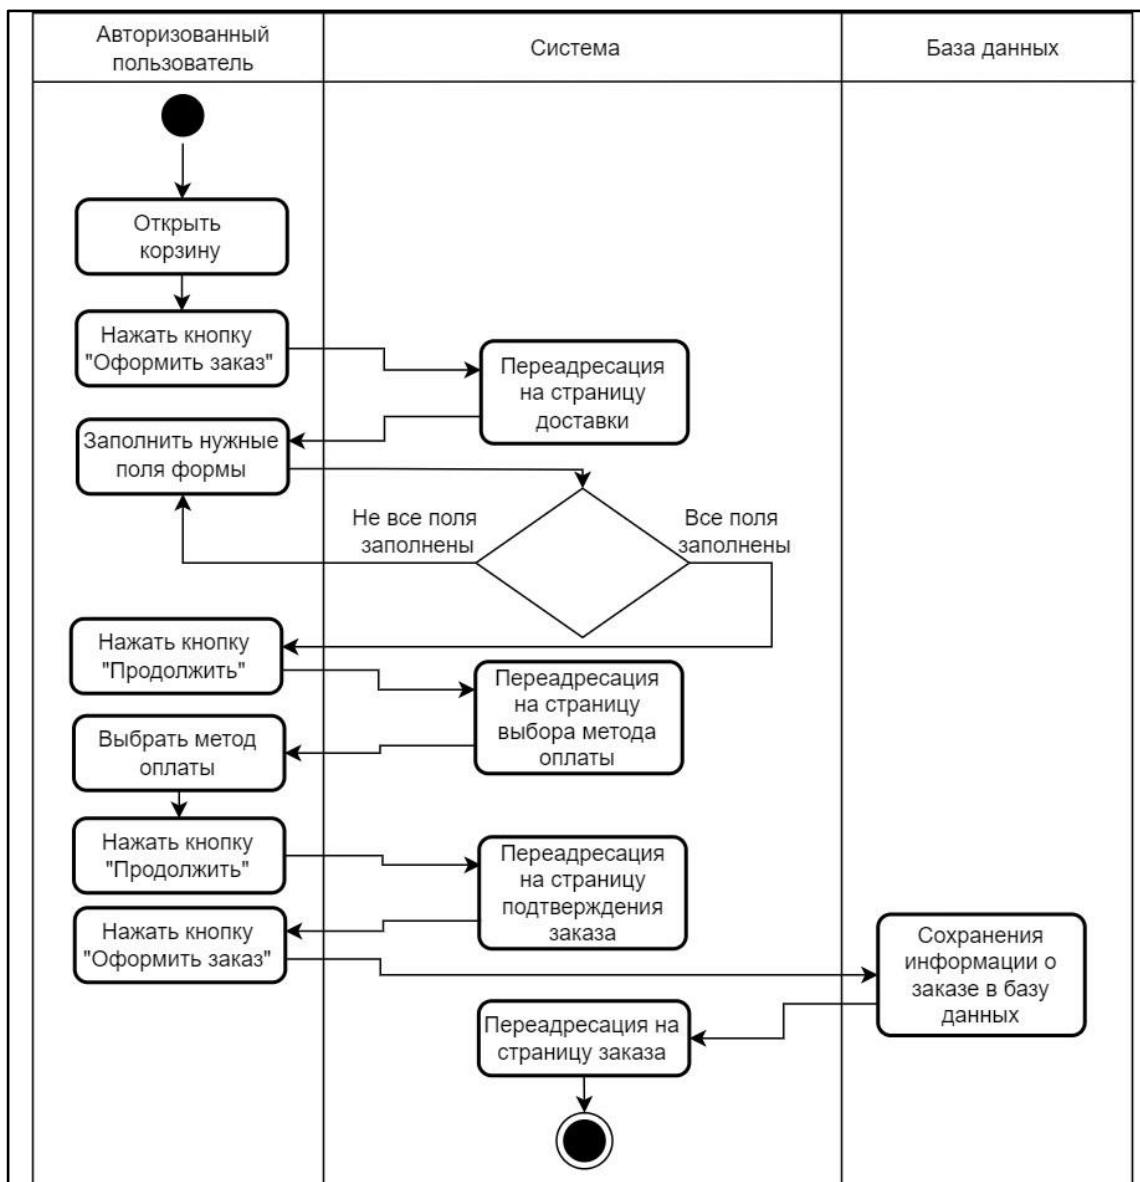 Авторизованный
пользователь
Система
База данных
Открыть
корзину
Нажать кнопку
"Оформить заказ"
Переадресация
на страницу
доставки
Заполнить нужные
поля формы
Не все поля
заполнены
Все поля
заполнены
Нажать кнопку
"Продолжить"
Переадресация
на страницу
выбора метода
оплаты
Выбрать метод
оплаты
Нажать кнопку
"Продолжить"
Переадресация
на страницу
подтверждения
заказа
Нажать кнопку
"Оформить заказ"
Сохранения
информации о
заказе в базу
данных
Переадресация на
страницу заказа